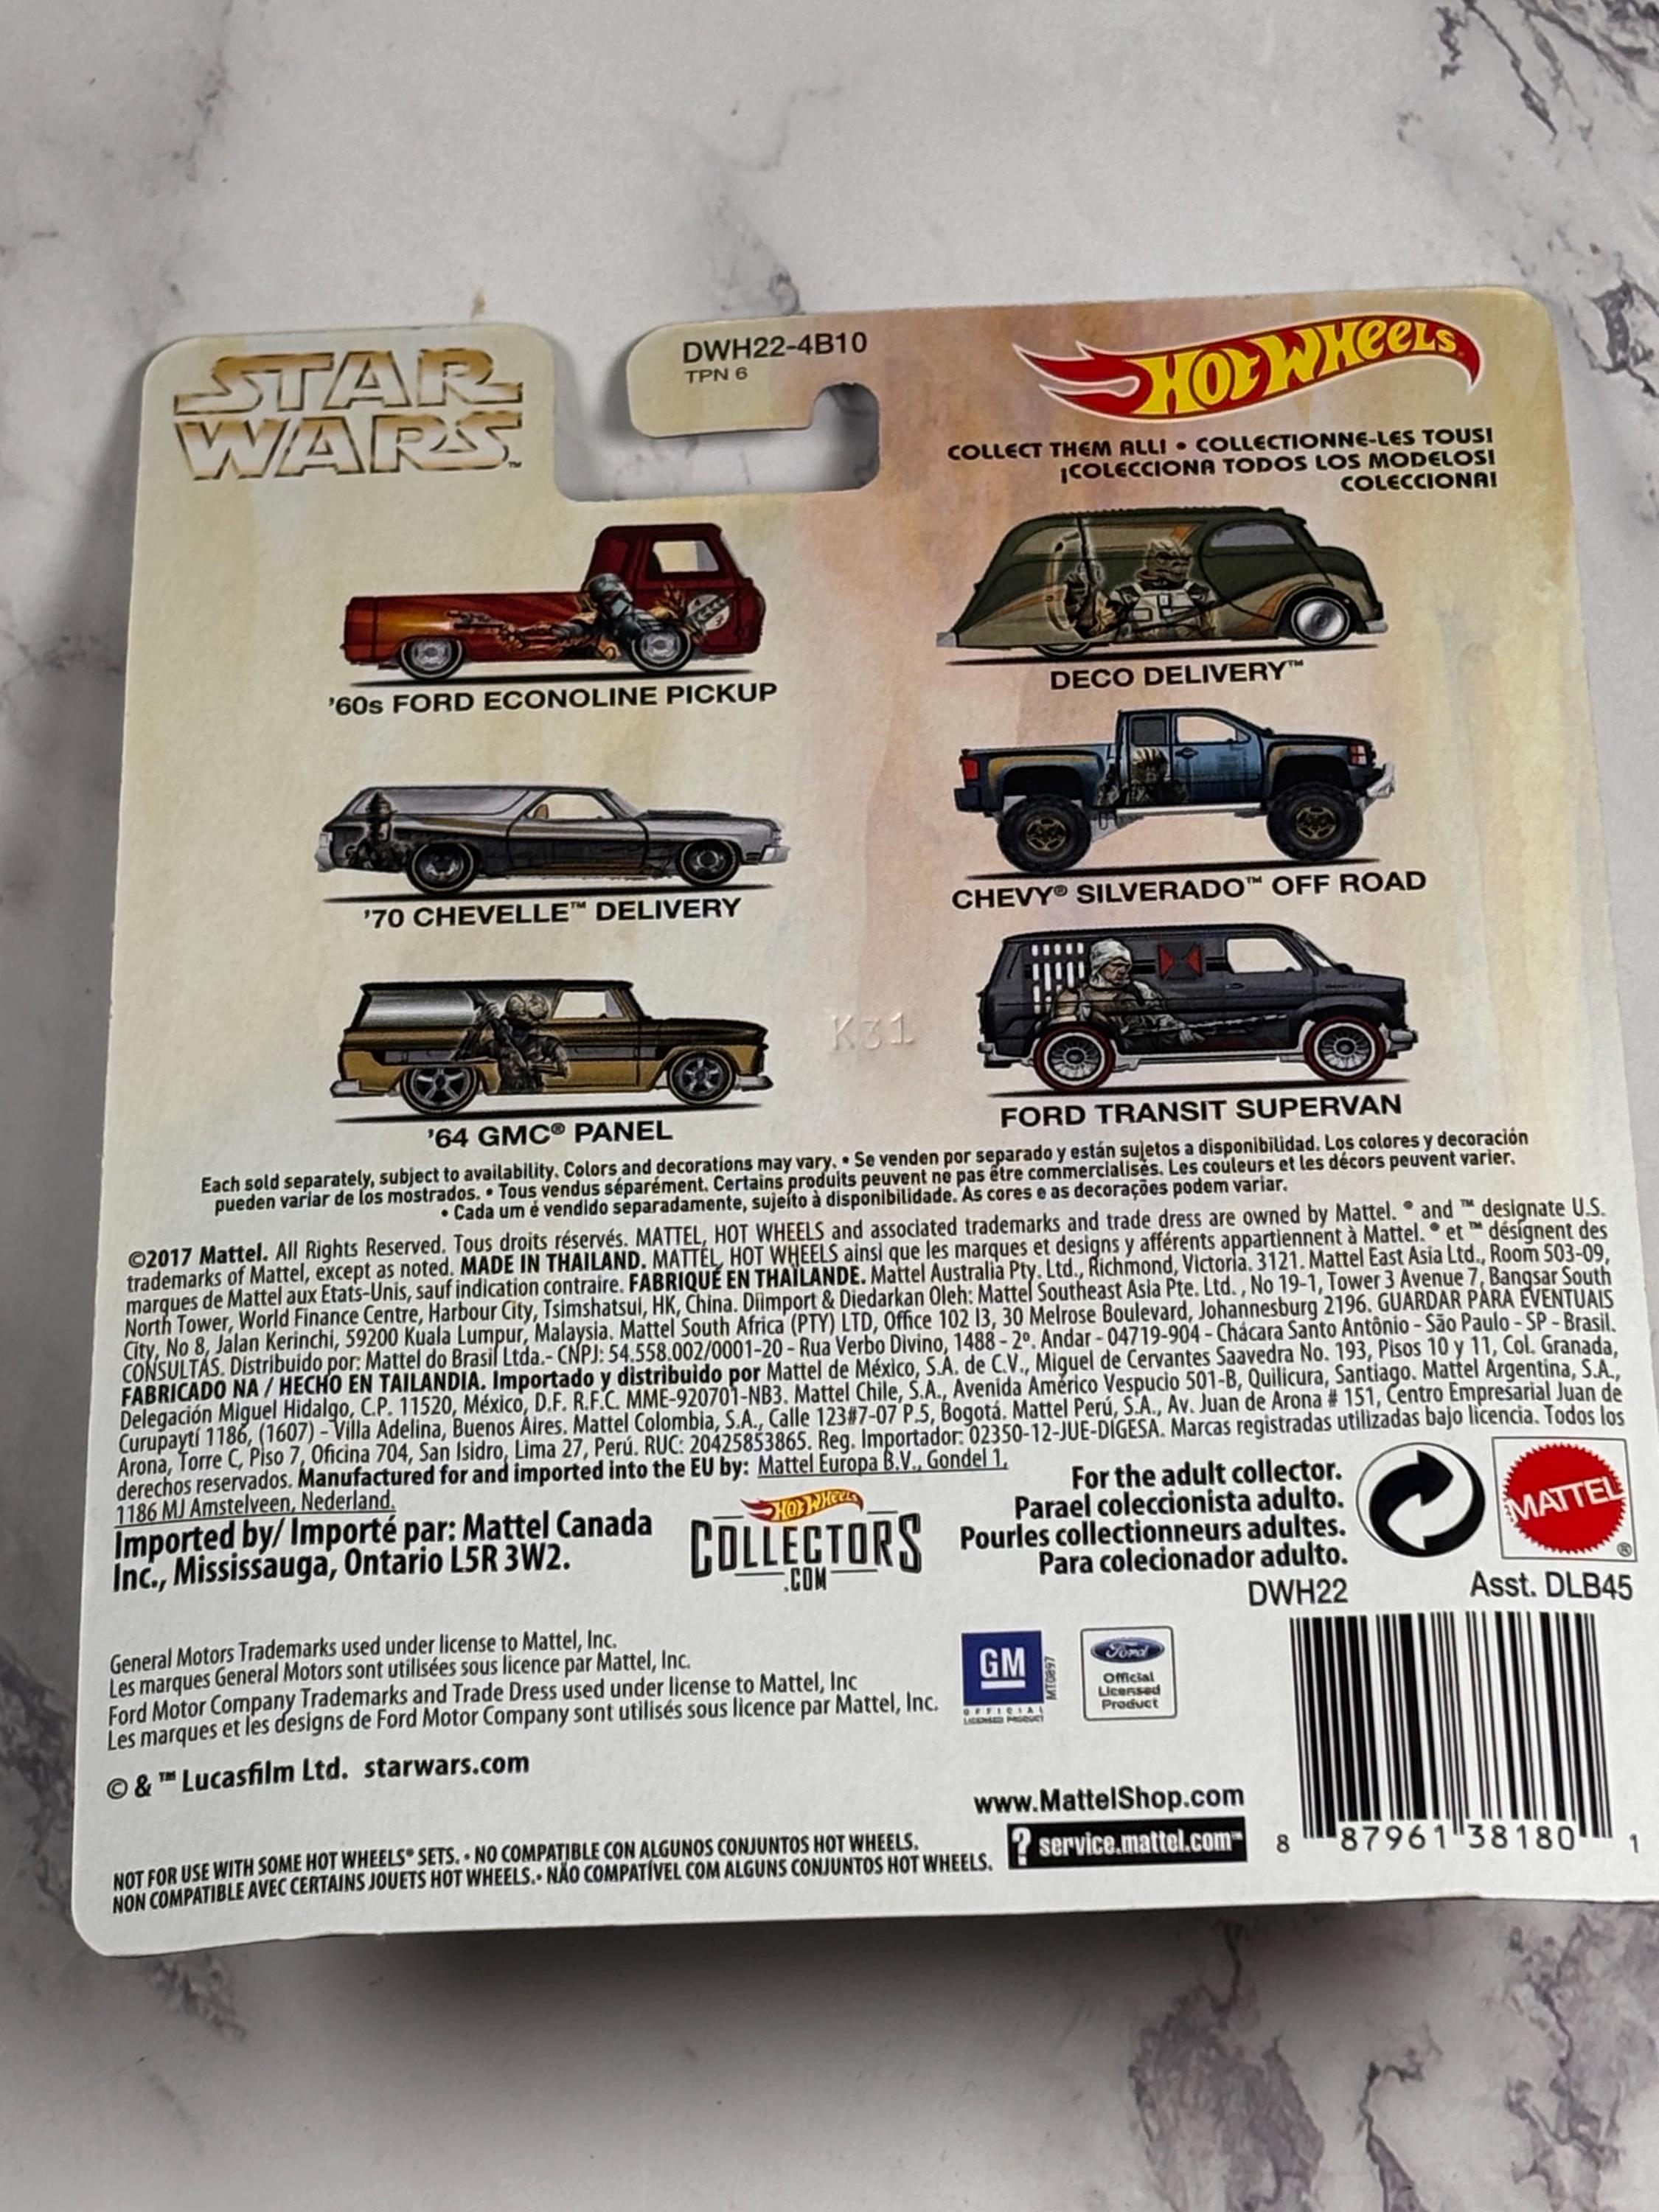 STAR
WARS™
DWH22-4B10
TPN 6
HOT WHEELS
COLLECT THEM ALL! • COLLECTIONNE-LES TOUS!
¡COLECCIONA TODOS LOS MODELOS!
COLECCIONA!
'60s FORD ECONOLINE PICKUP
DECO DELIVERY™
'70 CHEVELLE™ DELIVERY
CHEVY® SILVERADO™ OFF ROAD
K31
'64 GMC® PANEL
FORD TRANSIT SUPERVAN
Each sold separately, subject to availability. Colors and decorations may vary. • Se venden por separado y están sujetos a disponibilidad. Los colores y decoración
pueden variar de los mostrados. • Tous vendus séparément. Certains produits peuvent ne pas être commercialisés. Les couleurs et les décors peuvent varier.
• Cada um é vendido separadamente, sujeito à disponibilidade. As cores e as decorações podem variar.
©2017 Mattel. All Rights Reserved. Tous droits réservés. MATTEL, HOT WHEELS and associated trademarks and trade dress are owned by Mattel. ® and ™ designate U.S.
trademarks of Mattel, except as noted. MADE IN THAILAND. MATTEL, HOT WHEELS ainsi que les marques et designs y afférents appartiennent à Mattel. ® et ™ désignent des
marques de Mattel aux Etats-Unis, sauf indication contraire. FABRIQUÉ EN THAÏLANDE. Mattel Australia Pty. Ltd., Richmond, Victoria. 3121. Mattel East Asia Ltd., Room 503-09,
North Tower, World Finance Centre, Harbour City, Tsimshatsui, HK, China. Diimport & Diedarkan Oleh: Mattel Southeast Asia Pte. Ltd. , No 19-1, Tower 3 Avenue 7, Bangsar South
City, No 8, Jalan Kerinchi, 59200 Kuala Lumpur, Malaysia. Mattel South Africa (PTY) LTD, Office 102 I3, 30 Melrose Boulevard, Johannesburg 2196. GUARDAR PARA EVENTUAIS
CONSULTAS. Distribuido por: Mattel do Brasil Ltda.- CNPJ: 54.558.002/0001-20 - Rua Verbo Divino, 1488 - 2º. Andar - 04719-904 - Chácara Santo Antônio - São Paulo - SP - Brasil.
FABRICADO NA / HECHO EN TAILANDIA. Importado y distribuido por Mattel de México, S.A. de C.V., Miguel de Cervantes Saavedra No. 193, Pisos 10 y 11, Col. Granada,
Delegación Miguel Hidalgo, C.P. 11520, México, D.F. R.F.C. MME-920701-NB3. Mattel Chile, S.A., Avenida Américo Vespucio 501-B, Quilicura, Santiago. Mattel Argentina, S.A.,
Curupaytí 1186, (1607) - Villa Adelina, Buenos Aires. Mattel Colombia, S.A., Calle 123#7-07 P.5, Bogotá. Mattel Perú, S.A., Av. Juan de Arona # 151, Centro Empresarial Juan de
Arona, Torre C, Piso 7, Oficina 704, San Isidro, Lima 27, Perú. RUC: 20425853865. Reg. Importador: 02350-12-JUE-DIGESA. Marcas registradas utilizadas bajo licencia. Todos los
derechos reservados. Manufactured for and imported into the EU by: Mattel Europa B.V., Gondel 1,
1186 MJ Amstelveen, Nederland.
Imported by/ Importé par: Mattel Canada
Inc., Mississauga, Ontario L5R 3W2.
HOT WHEELS
COLLECTORS
.COM
For the adult collector.
Parael coleccionista adulto.
Pourles collectionneurs adultes.
Para colecionador adulto.
MATTEL®
DWH22
Asst. DLB45
General Motors Trademarks used under license to Mattel, Inc.
Les marques General Motors sont utilisées sous licence par Mattel, Inc.
Ford Motor Company Trademarks and Trade Dress used under license to Mattel, Inc
Les marques et les designs de Ford Motor Company sont utilisés sous licence par Mattel, Inc.
GM
OFFICIAL
LICENSED PRODUCT
MT0897
Ford
Official
Licensed
Product
© & ™ Lucasfilm Ltd. starwars.com
www.MattelShop.com
? service.mattel.com™
8 87961 38180 1
NOT FOR USE WITH SOME HOT WHEELS® SETS. • NO COMPATIBLE CON ALGUNOS CONJUNTOS HOT WHEELS.
NON COMPATIBLE AVEC CERTAINS JOUETS HOT WHEELS. • NÃO COMPATÍVEL COM ALGUNS CONJUNTOS HOT WHEELS.